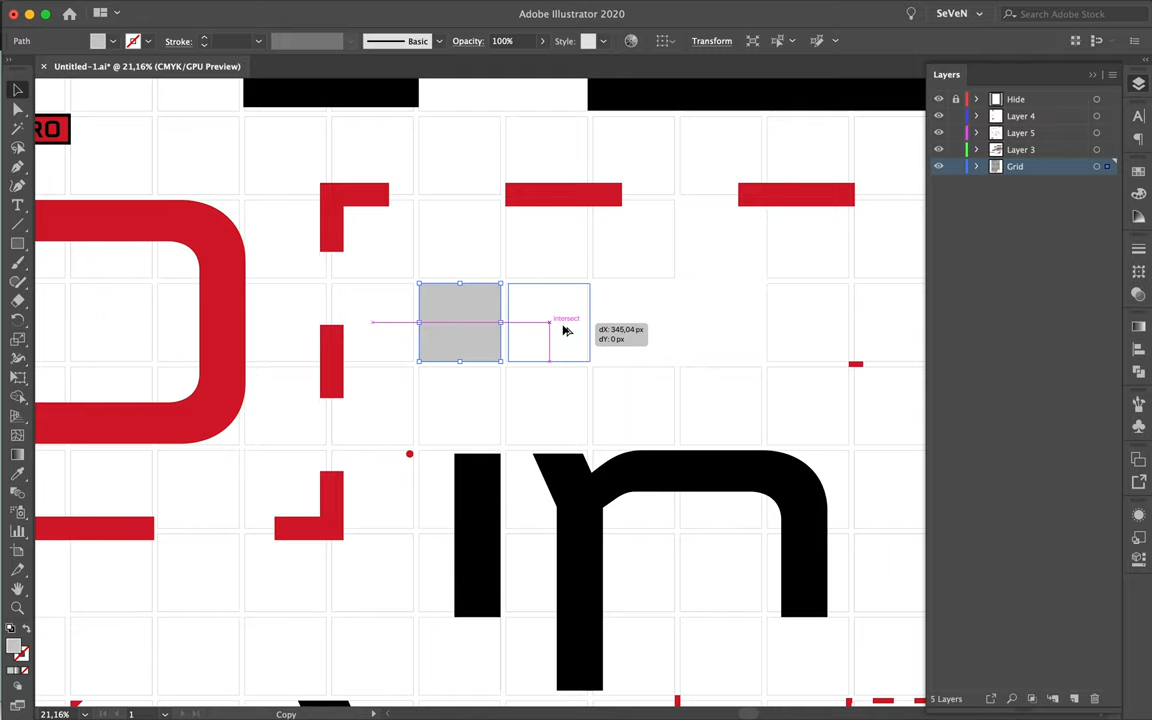 Adobe Illustrator 2020
SeVeN
Search Adobe Stock
Path
Stroke:
Basic
Opacity:
100%
Style:
Transform
Untitled-1.ai* @ 21,16% (CMYK/GPU Preview)
Layers
Hide
Layer 4
Layer 5
Layer 3
Grid
RO
intersect
dX: 345,04 px
dY: 0 px
in
5 Layers
21,16%
1
Copy